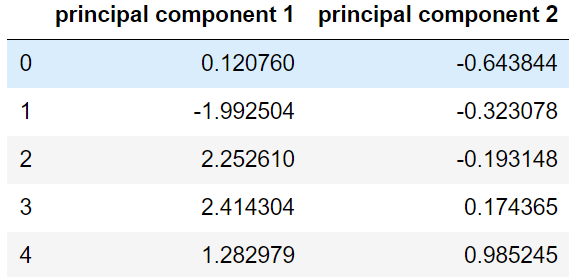 principal component 1 principal component 2
0 0.120760 -0.643844
1 -1.992504 -0.323078
2 2.252610 -0.193148
3 2.414304 0.174365
4 1.282979 0.985245